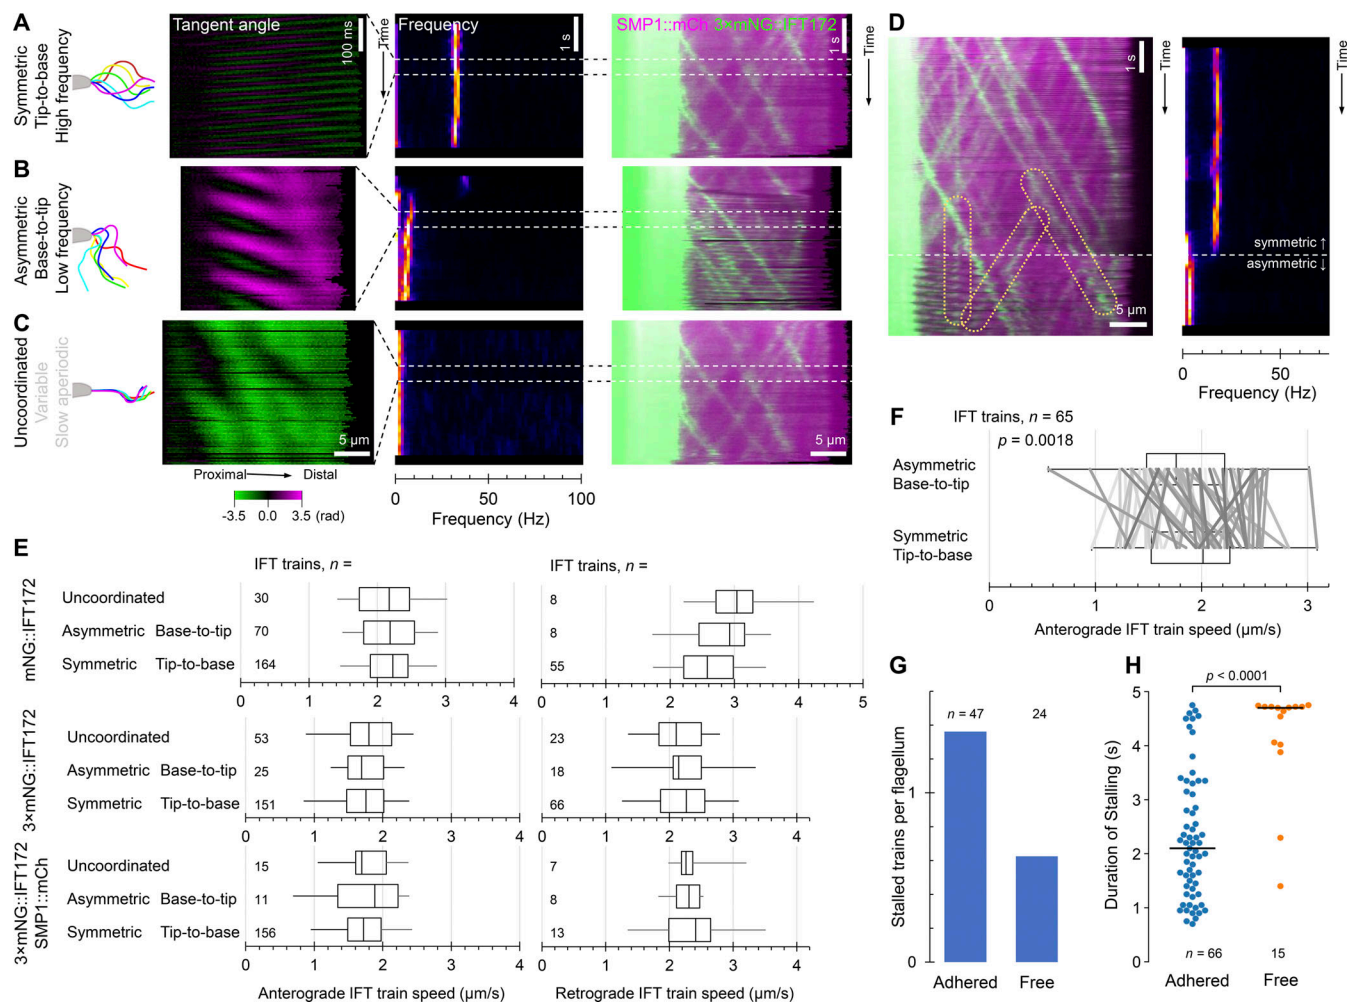 A
Symmetric
Tip-to-base
High frequency
Tangent angle
100 ms
Time
Frequency
1 s
SMP1::mCh 3×mNG::IFT172
1 s
Time
B
Asymmetric
Base-to-tip
Low frequency
C
Uncoordinated
Variable
Slow aperiodic
5 µm
5 µm
Proximal
Distal
-3.5 0.0 3.5 (rad)
0 50 100
Frequency (Hz)
D
1 s
Time
Time
symmetric ↑
asymmetric ↓
5 µm
0 50
Frequency (Hz)
E
IFT trains, n =
IFT trains, n =
mNG::IFT172
Uncoordinated 30 8
Asymmetric Base-to-tip 70 8
Symmetric Tip-to-base 164 55
0 1 2 3 4
0 1 2 3 4 5
3×mNG::IFT172
Uncoordinated 53 23
Asymmetric Base-to-tip 25 18
Symmetric Tip-to-base 151 66
0 1 2 3 4
0 1 2 3 4
3×mNG::IFT172
SMP1::mCh
Uncoordinated 15 7
Asymmetric Base-to-tip 11 8
Symmetric Tip-to-base 156 13
0 1 2 3 4
0 1 2 3 4
Anterograde IFT train speed (µm/s)
Retrograde IFT train speed (µm/s)
F
IFT trains, n = 65
p = 0.0018
Asymmetric
Base-to-tip
Symmetric
Tip-to-base
0 1 2 3
Anterograde IFT train speed (µm/s)
G
Stalled trains per flagellum
1
0
n = 47 24
Adhered Free
H
p < 0.0001
Duration of Stalling (s)
5
4
3
2
1
0
n = 66 15
Adhered Free